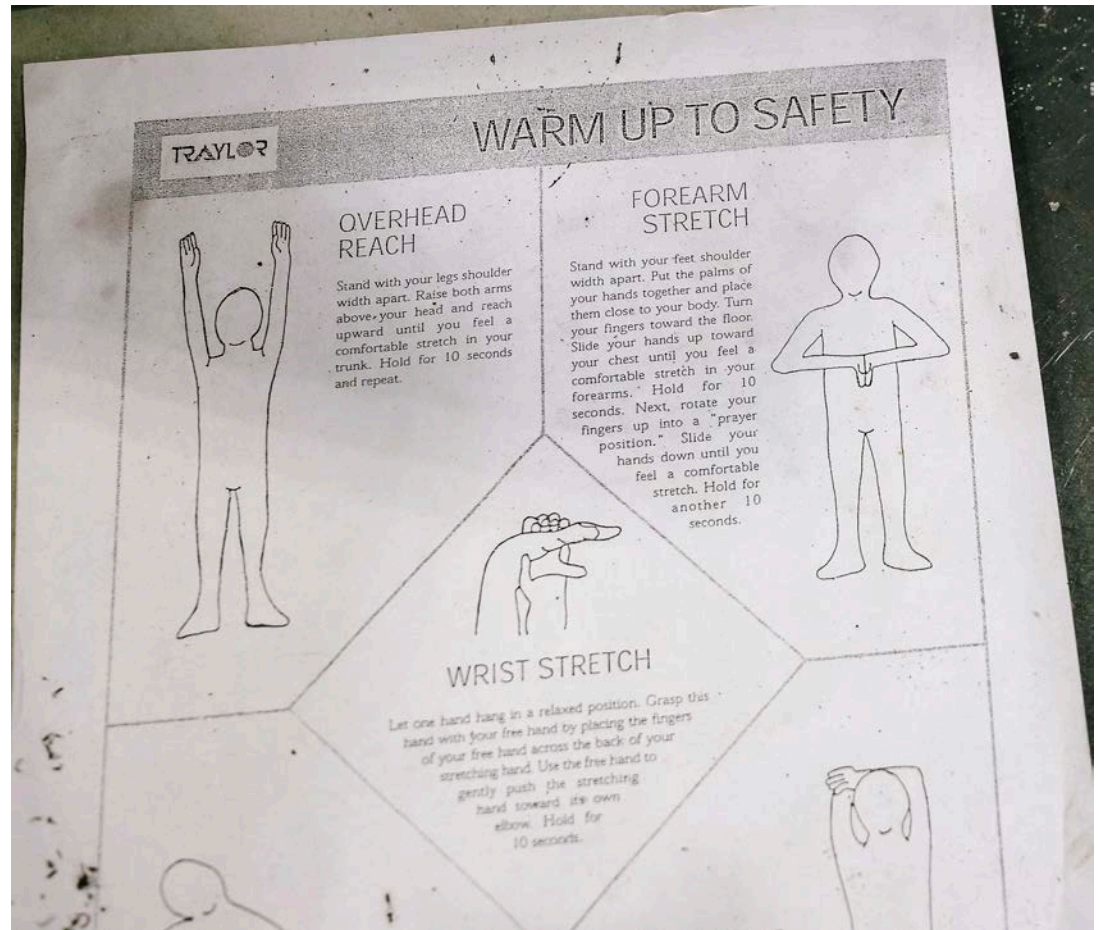 TRAYLOR
WARM UP TO SAFETY
OVERHEAD
REACH
Stand with your legs shoulder
width apart. Raise both arms
above your head and reach
upward until you feel a
comfortable stretch in your
trunk. Hold for 10 seconds
and repeat.
FOREARM
STRETCH
Stand with your feet shoulder
width apart. Put the palms of
your hands together and place
them close to your body. Turn
your fingers toward the floor.
Slide your hands up toward
your chest until you feel a
comfortable stretch in your
forearms. Hold for 10
seconds. Next, rotate your
fingers up into a "prayer
position." Slide your
hands down until you
feel a comfortable
stretch. Hold for
another 10
seconds.
WRIST STRETCH
Let one hand hang in a relaxed position. Grasp this
hand with your free hand by placing the fingers
of your free hand across the back of your
stretching hand. Use the free hand to
gently push the stretching
hand toward its own
elbow. Hold for
10 seconds.